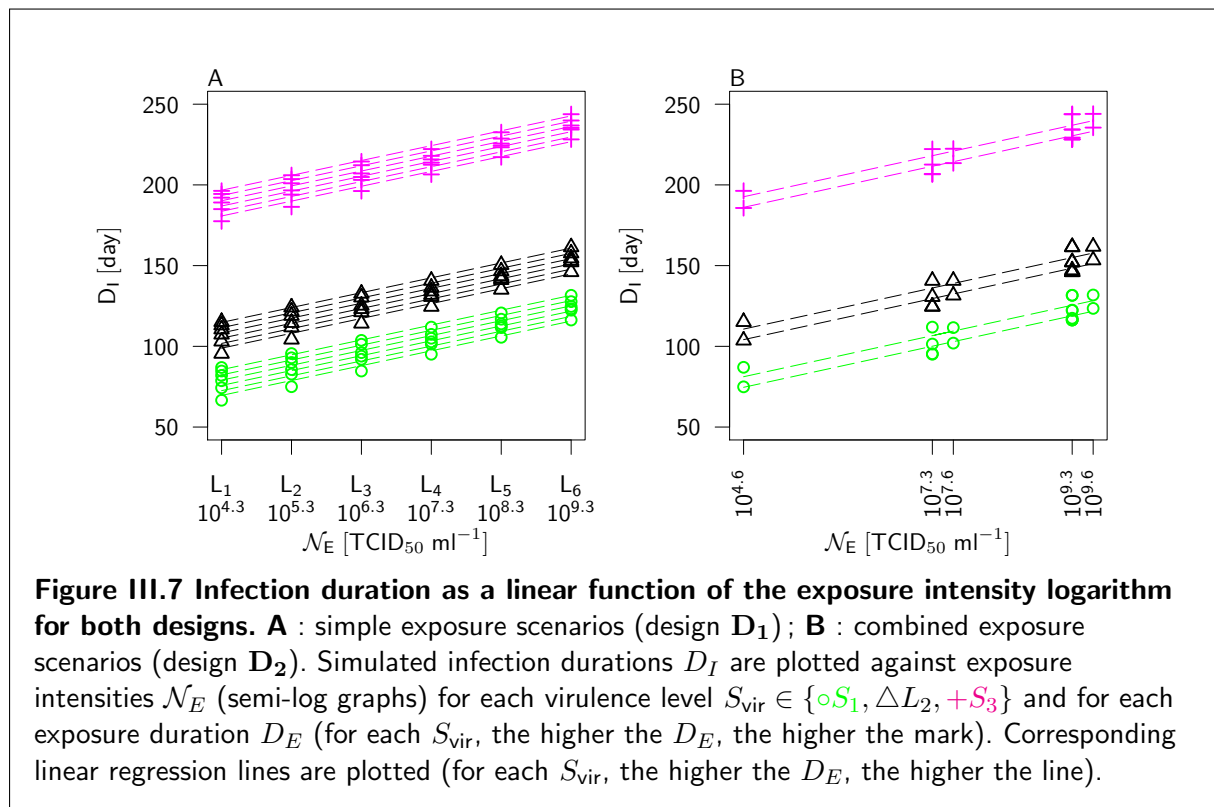 A
B
250
200
150
100
50
D_I [day]
250
200
150
100
50
D_I [day]
L₁ L₂ L₃ L₄ L₅ L₆
10^4.3 10^5.3 10^6.3 10^7.3 10^8.3 10^9.3
𝒩_E [TCID₅₀ ml⁻¹]
10^4.6 10^7.3 10^7.6 10^9.3 10^9.6
𝒩_E [TCID₅₀ ml⁻¹]
Figure III.7 Infection duration as a linear function of the exposure intensity logarithm
for both designs. A : simple exposure scenarios (design D₁) ; B : combined exposure
scenarios (design D₂). Simulated infection durations D_I are plotted against exposure
intensities 𝒩_E (semi-log graphs) for each virulence level S_vir ∈ {○S₁, △L₂, +S₃} and for each
exposure duration D_E (for each S_vir, the higher the D_E, the higher the mark). Corresponding
linear regression lines are plotted (for each S_vir, the higher the D_E, the higher the line).